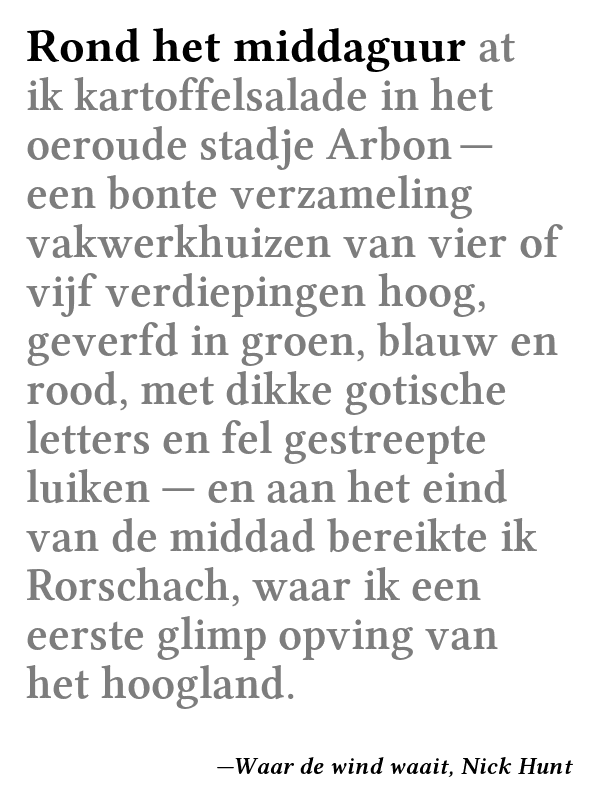 Rond het middaguur at
ik kartoffelsalade in het
oeroude stadje Arbon —
een bonte verzameling
vakwerkhuizen van vier of
vijf verdiepingen hoog,
geverfd in groen, blauw en
rood, met dikke gotische
letters en fel gestreepte
luiken — en aan het eind
van de middad bereikte ik
Rorschach, waar ik een
eerste glimp opving van
het hoogland.
—Waar de wind waait, Nick Hunt